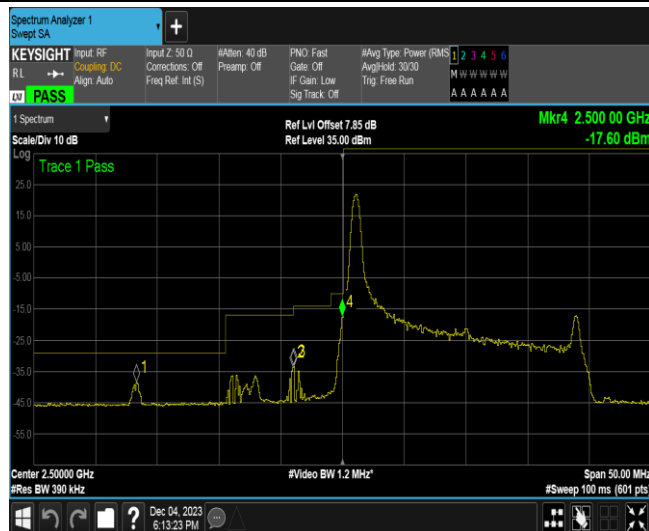 Spectrum Analyzer 1
Swept SA
+
KEYSIGHT
RL
LXI PASS
Input: RF
Coupling: DC
Align: Auto
Input Z: 50 Ω
Corrections: Off
Freq Ref: Int (S)
#Atten: 40 dB
Preamp: Off
PNO: Fast
Gate: Off
IF Gain: Low
Sig Track: Off
#Avg Type: Power (RMS
Avg|Hold: 30/30
Trig: Free Run
1 2 3 4 5 6
M W W W W W
A A A A A A
1 Spectrum
Scale/Div 10 dB
Ref Lvl Offset 7.85 dB
Ref Level 35.00 dBm
Mkr4 2.500 00 GHz
-17.60 dBm
Log
Trace 1 Pass
25.0
15.0
5.00
-5.00
-15.0
-25.0
-35.0
-45.0
-55.0
1
3
4
Center 2.50000 GHz
#Res BW 390 kHz
#Video BW 1.2 MHz*
Span 50.00 MHz
#Sweep 100 ms (601 pts)
?
Dec 04, 2023
6:13:23 PM